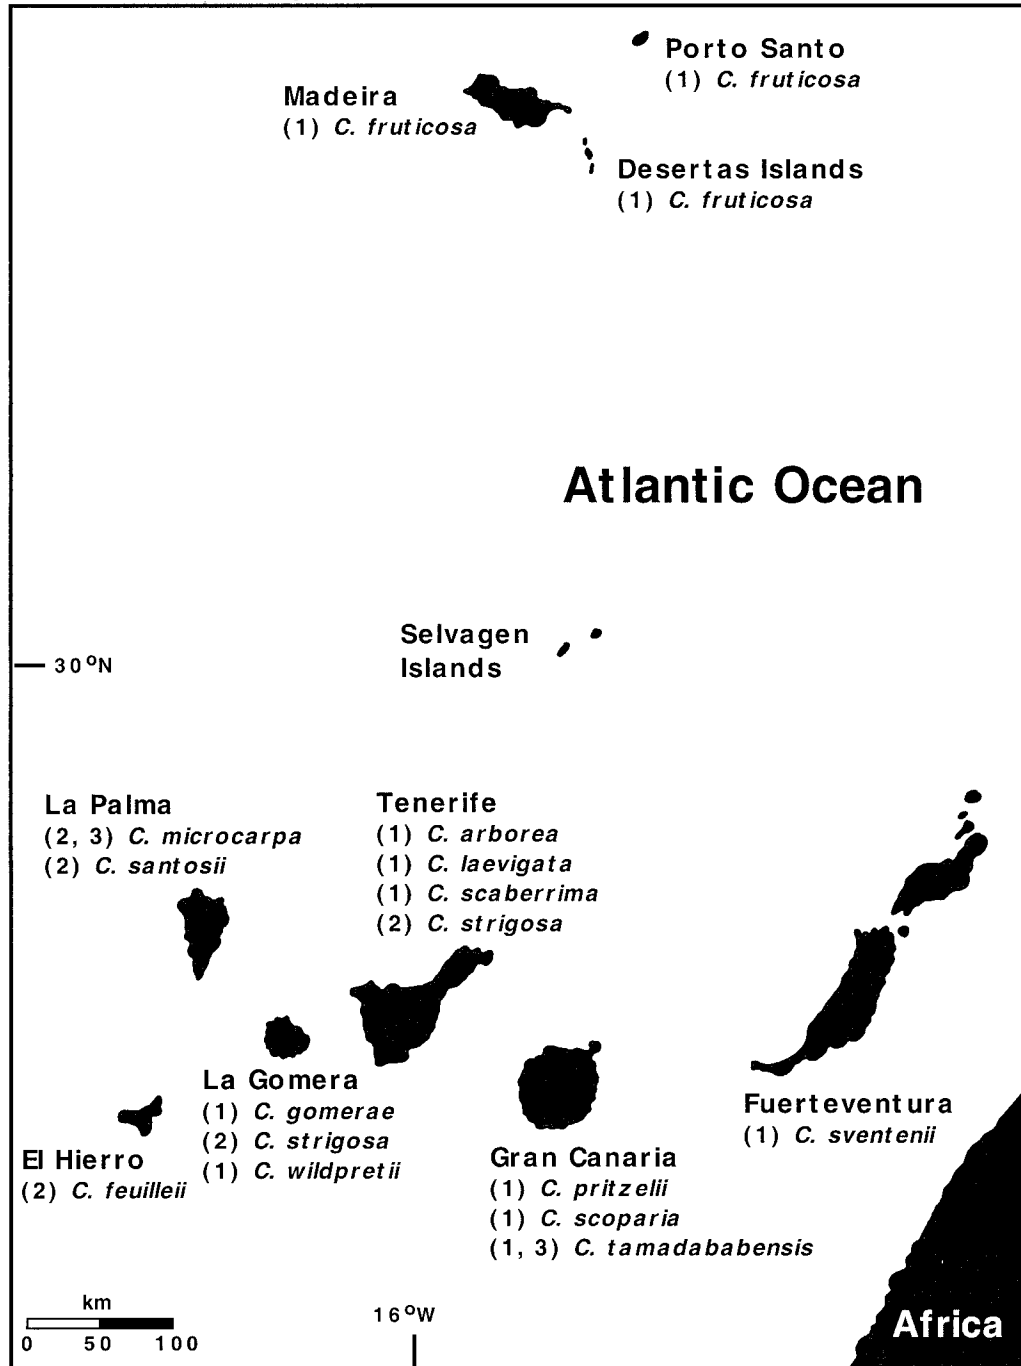 Porto Santo
(1) C. fruticosa
Madeira
(1) C. fruticosa
Desertas Islands
(1) C. fruticosa
Atlantic Ocean
Selvagen
Islands
30°N
La Palma
(2, 3) C. microcarpa
(2) C. santosii
Tenerife
(1) C. arborea
(1) C. laevigata
(1) C. scaberrima
(2) C. strigosa
La Gomera
(1) C. gomerae
(2) C. strigosa
(1) C. wildpretii
El Hierro
(2) C. feuilleii
Gran Canaria
(1) C. pritzelii
(1) C. scoparia
(1, 3) C. tamadababensis
Fuerteventura
(1) C. sventenii
km
0 50 100
16°W
Africa